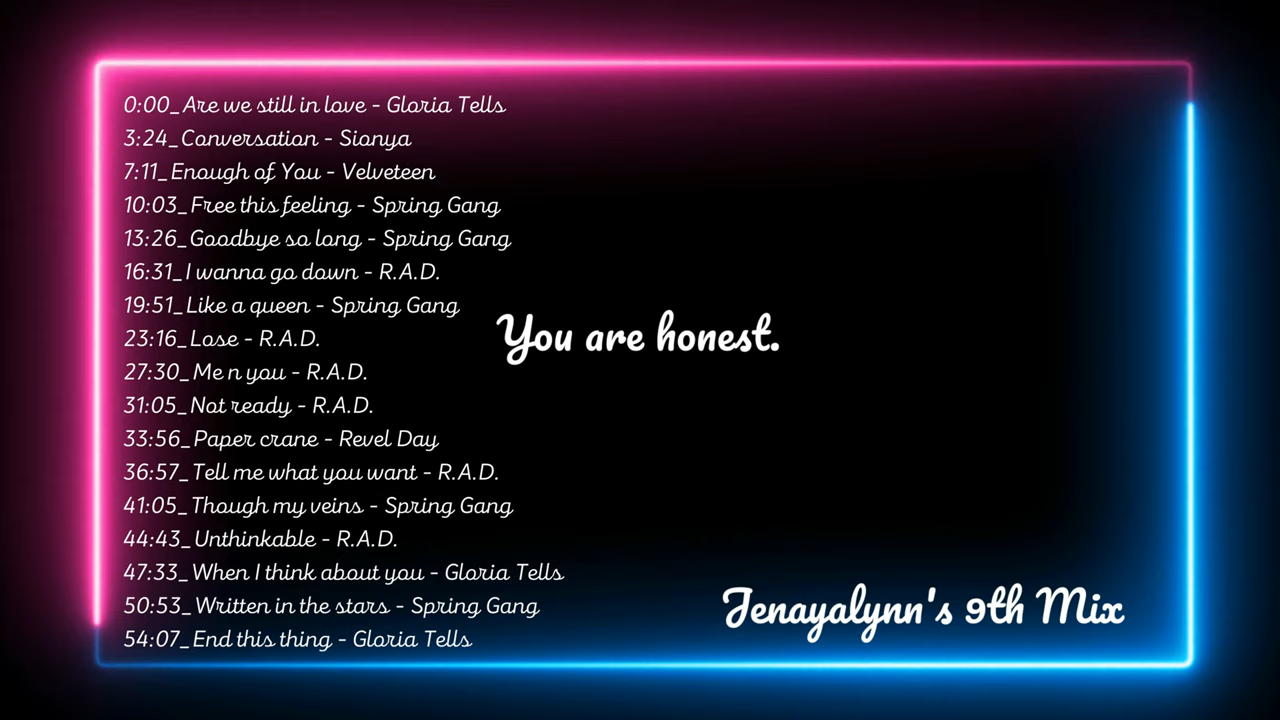 0:00_Are we still in love - Gloria Tells
3:24_Conversation - Sionya
7:11_Enough of You - Velveteen
10:03_Free this feeling - Spring Gang
13:26_Goodbye so long - Spring Gang
16:31_I wanna go down - R.A.D.
19:51_Like a queen - Spring Gang
23:16_Lose - R.A.D.
27:30_Me n you - R.A.D.
31:05_Not ready - R.A.D.
33:56_Paper crane - Revel Day
36:57_Tell me what you want - R.A.D.
41:05_Though my veins - Spring Gang
44:43_Unthinkable - R.A.D.
47:33_When I think about you - Gloria Tells
50:53_Written in the stars - Spring Gang
54:07_End this thing - Gloria Tells
You are honest.
Jenayalynn's 9th Mix